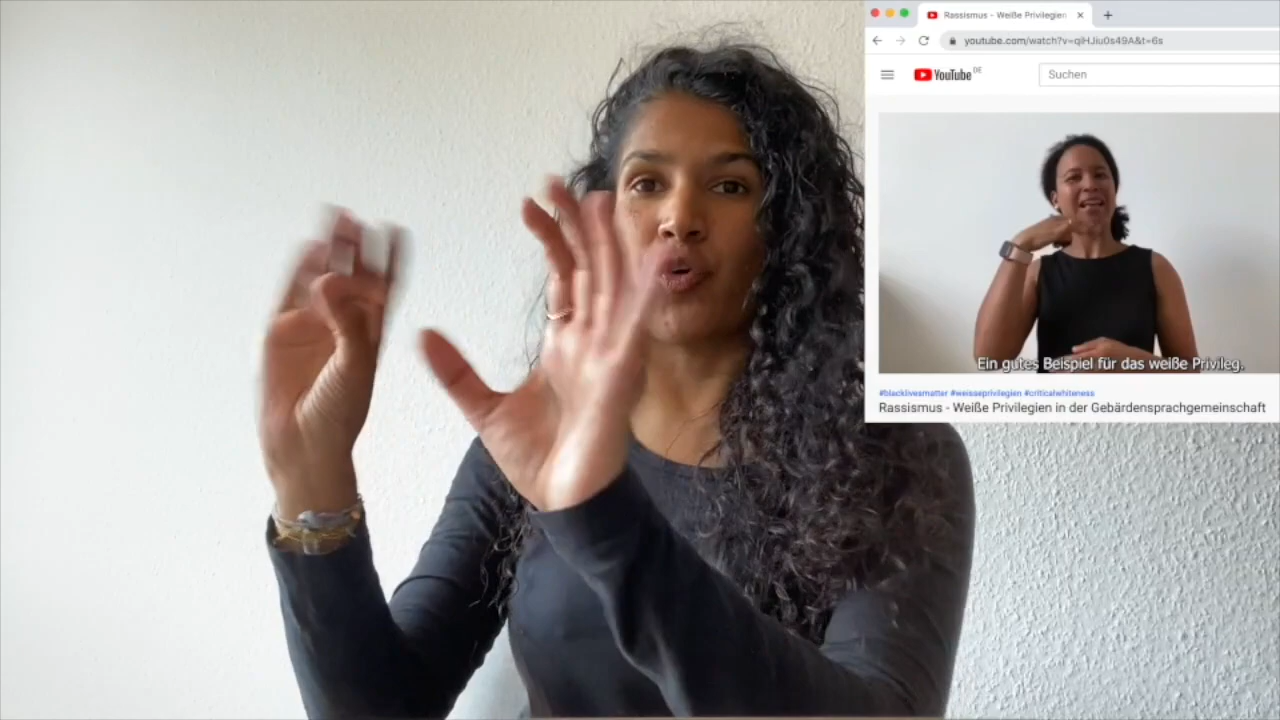 Rassismus - Weiße Privilegien
youtube.com/watch?v=qlHJiu0s49A&t=6s
YouTube DE
Suchen
Ein gutes Beispiel für das weiße Privileg.
#blacklivesmatter #weisseprivilegien #criticalwhiteness
Rassismus - Weiße Privilegien in der Gebärdensprachgemeinschaft